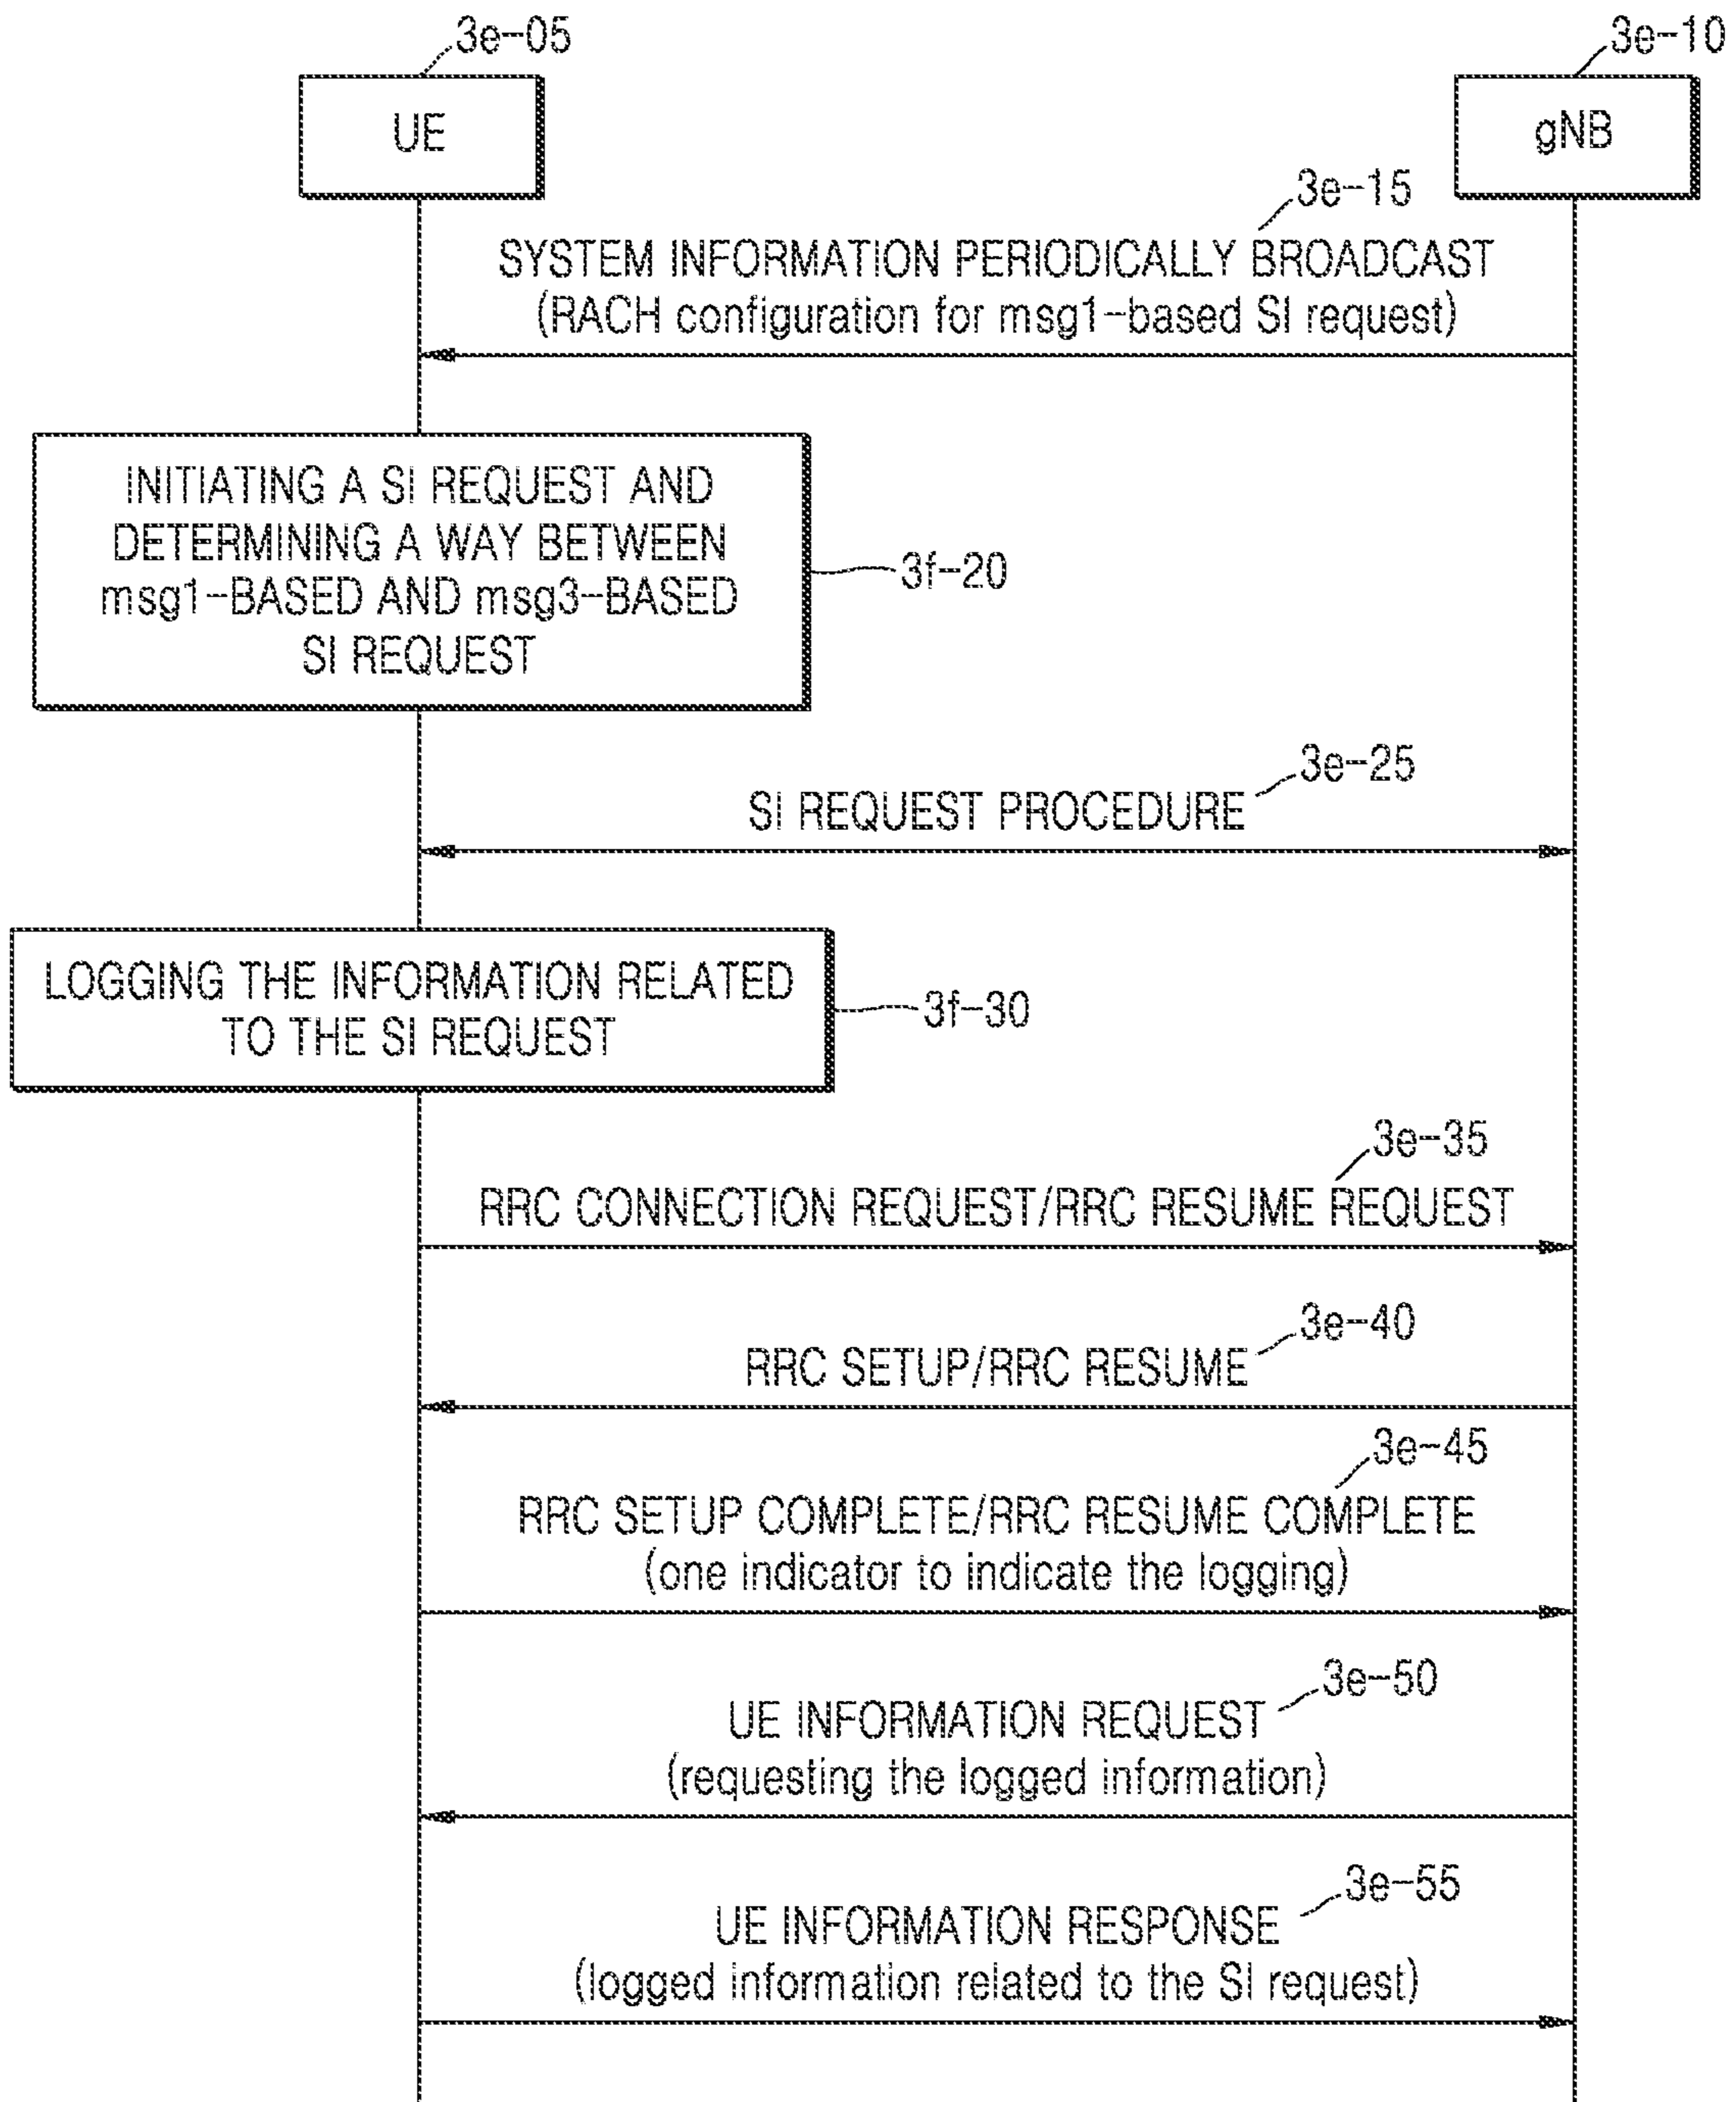 3e-05
3e-10
UE
gNB
3e-15
SYSTEM INFORMATION PERIODICALLY BROADCAST
(RACH configuration for msg1-based SI request)
INITIATING A SI REQUEST AND
DETERMINING A WAY BETWEEN
msg1-BASED AND msg3-BASED
SI REQUEST
3f-20
3e-25
SI REQUEST PROCEDURE
LOGGING THE INFORMATION RELATED
TO THE SI REQUEST
3f-30
3e-35
RRC CONNECTION REQUEST/RRC RESUME REQUEST
3e-40
RRC SETUP/RRC RESUME
3e-45
RRC SETUP COMPLETE/RRC RESUME COMPLETE
(one indicator to indicate the logging)
3e-50
UE INFORMATION REQUEST
(requesting the logged information)
3e-55
UE INFORMATION RESPONSE
(logged information related to the SI request)